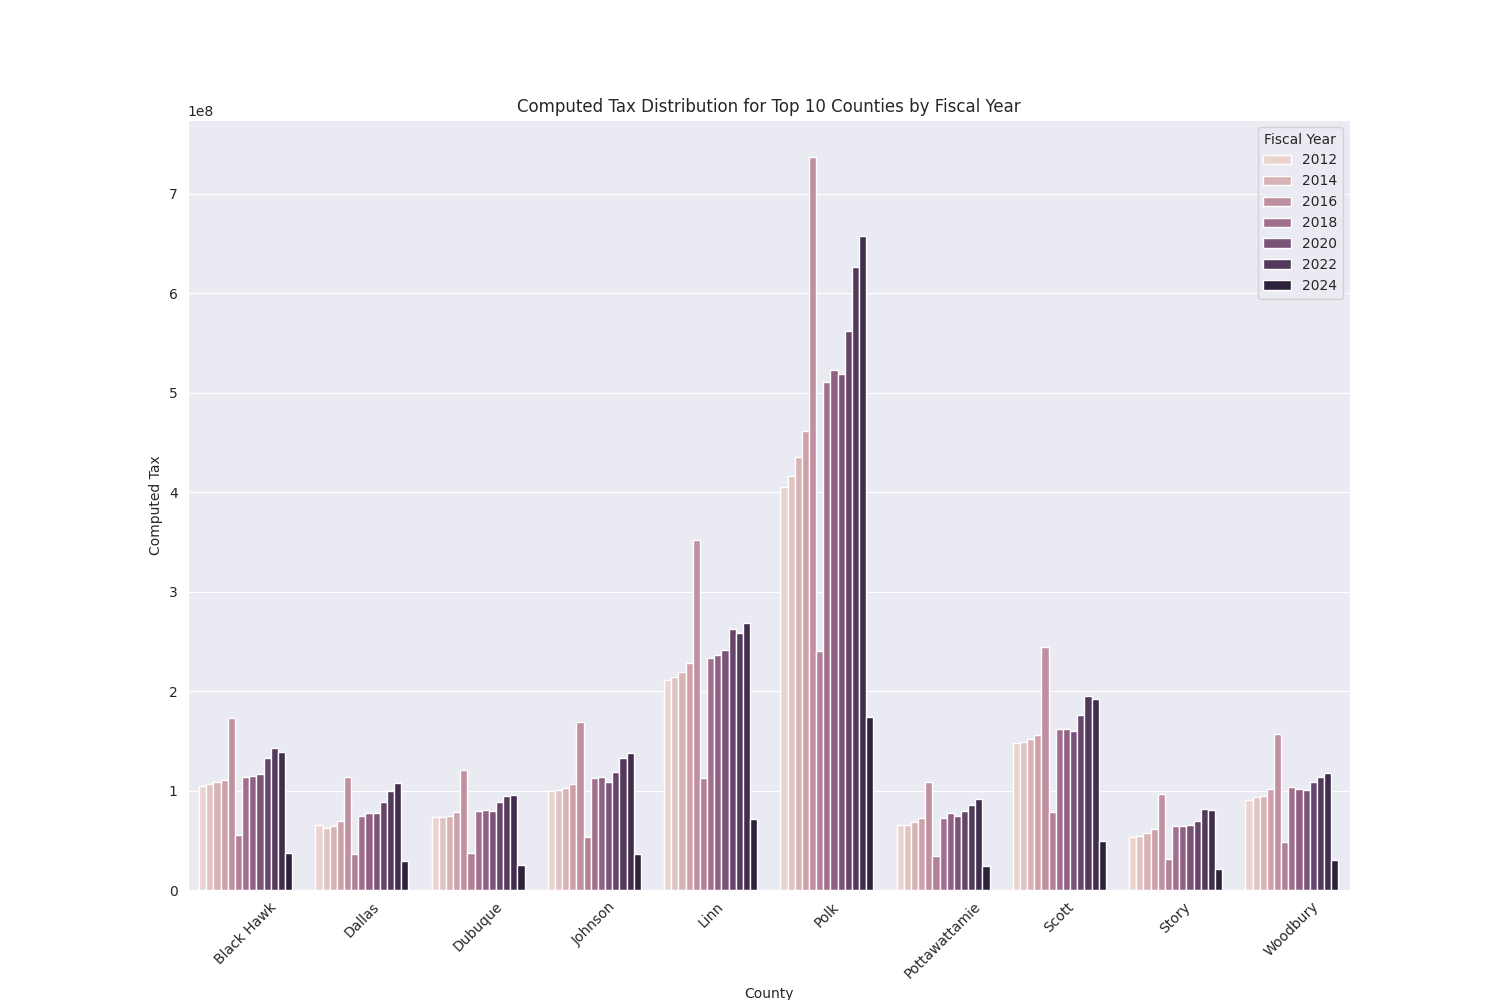 Computed Tax Distribution for Top 10 Counties by Fiscal Year
1e8
Fiscal Year
2012
2014
2016
2018
2020
2022
2024
7
6
5
4
3
2
1
0
Computed Tax
Black Hawk
Dallas
Dubuque
Johnson
Linn
Polk
Pottawattamie
Scott
Story
Woodbury
County